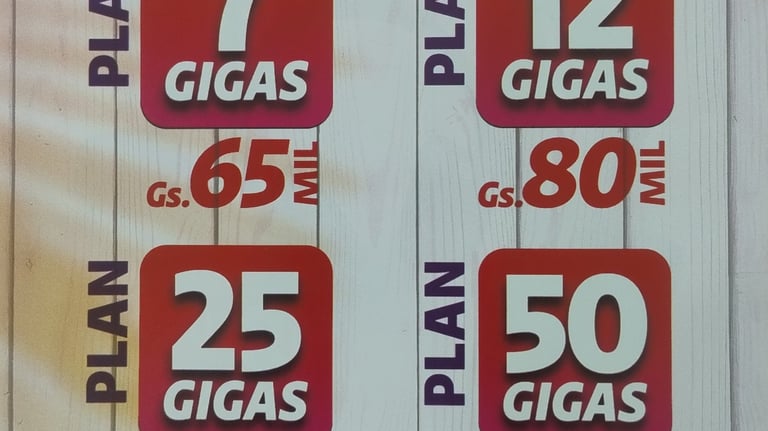 PLAN
7
GIGAS
Gs.65 MIL
PLAN
12
GIGAS
Gs.80 MIL
PLAN
25
GIGAS
PLAN
50
GIGAS